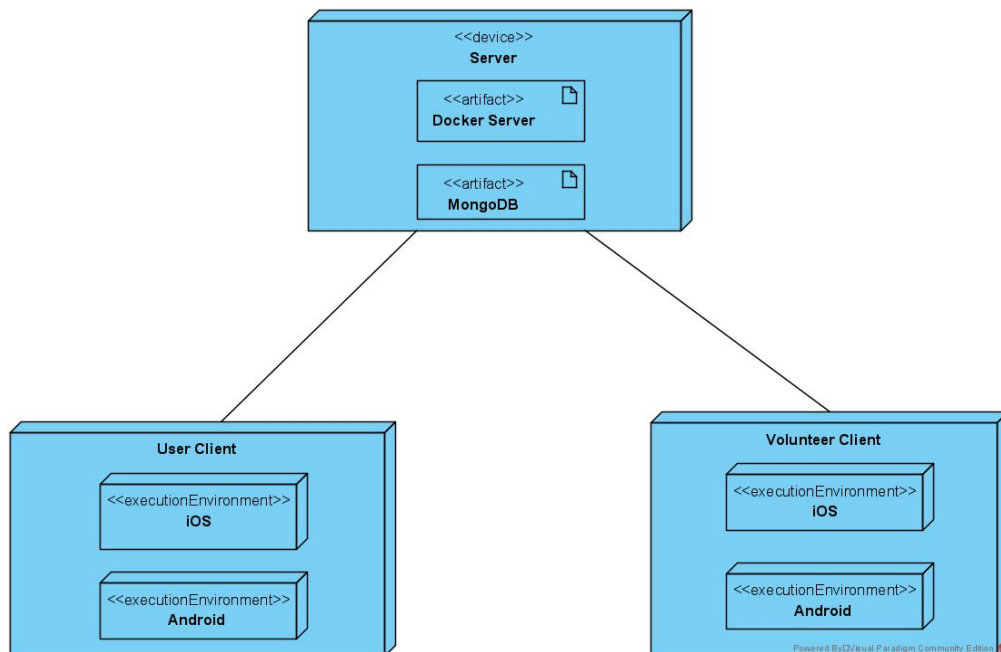 <<device>>
Server
<<artifact>>
Docker Server
<<artifact>>
MongoDB
User Client
<<executionEnvironment>>
iOS
<<executionEnvironment>>
Android
Volunteer Client
<<executionEnvironment>>
iOS
<<executionEnvironment>>
Android
Powered By□Visual Paradigm Community Edition